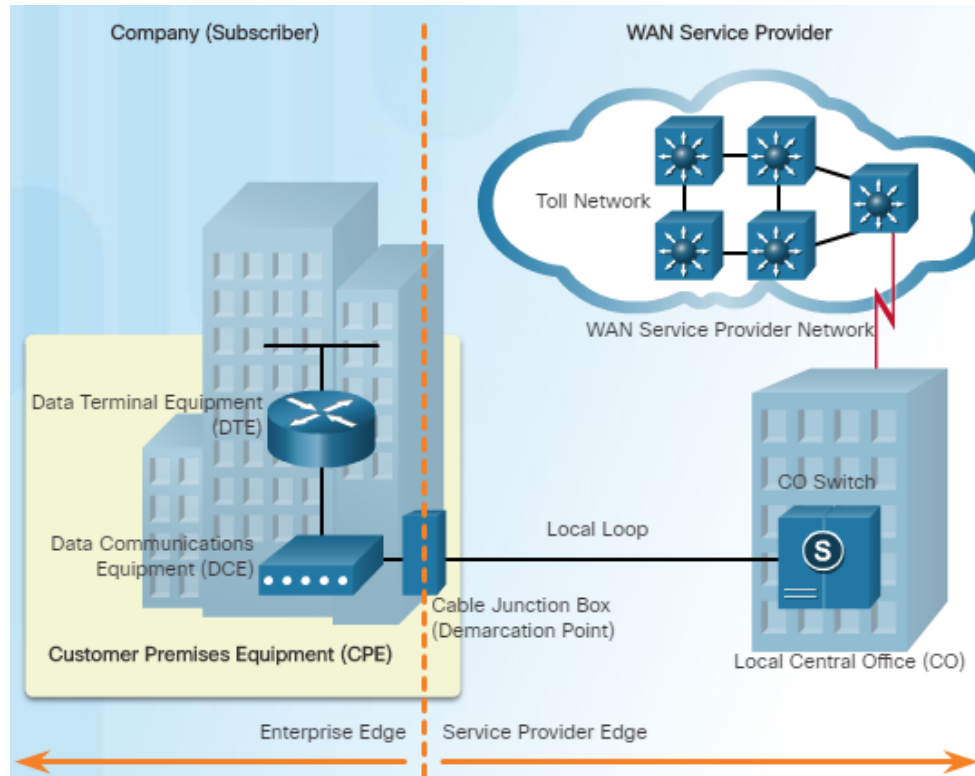 Company (Subscriber)
WAN Service Provider
Toll Network
WAN Service Provider Network
Data Terminal Equipment
(DTE)
CO Switch
S
Data Communications
Equipment (DCE)
Local Loop
Cable Junction Box
(Demarcation Point)
Customer Premises Equipment (CPE)
Local Central Office (CO)
Enterprise Edge
Service Provider Edge